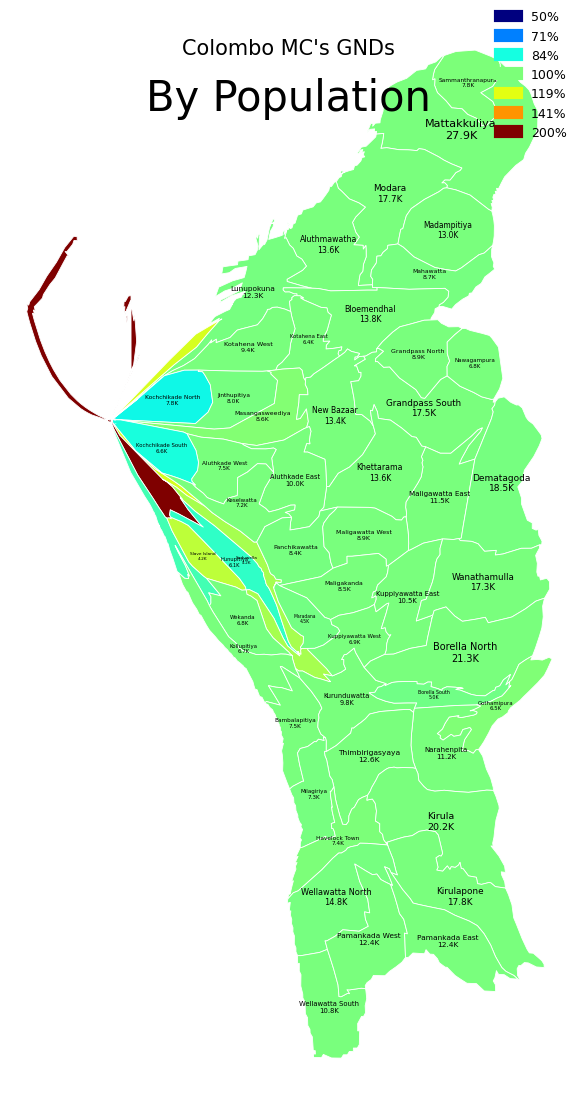 Colombo MC's GNDs
By Population
50%
71%
84%
100%
119%
141%
200%
Sammanthranapura
7.8K
Mattakkuliya
27.9K
Modara
17.7K
Madampitiya
13.0K
Aluthmawatha
13.6K
Mahawatta
8.7K
Lunupokuna
12.3K
Bloemendhal
13.8K
Kotahena East
6.4K
Kotahena West
9.4K
Grandpass North
8.9K
Nawagampura
6.8K
Kochchikade North
7.8K
Jinthupitiya
8.0K
Masangasweediya
8.6K
New Bazaar
13.4K
Grandpass South
17.5K
Kochchikade South
6.6K
Aluthkade West
7.5K
Aluthkade East
10.0K
Khettarama
13.6K
Dematagoda
18.5K
Keselwatta
7.2K
Maligawatta East
11.5K
Maligawatta West
8.9K
Panchikawatta
8.4K
Slave Island
4.2K
Hunupitiya
6.1K
Maligakanda
8.5K
Wanathamulla
17.3K
Kuppiyawatta East
10.5K
Wekanda
6.8K
Maradana
4.5K
Kuppiyawatta West
6.9K
Kollupitiya
6.7K
Borella North
21.3K
Borella South
5.0K
Kurunduwatta
9.8K
Gothamipura
6.5K
Bambalapitiya
7.5K
Thimbirigasyaya
12.6K
Narahenpita
11.2K
Milagiriya
7.3K
Kirula
20.2K
Havelock Town
7.4K
Wellawatta North
14.8K
Kirulapone
17.8K
Pamankada West
12.4K
Pamankada East
12.4K
Wellawatta South
10.8K